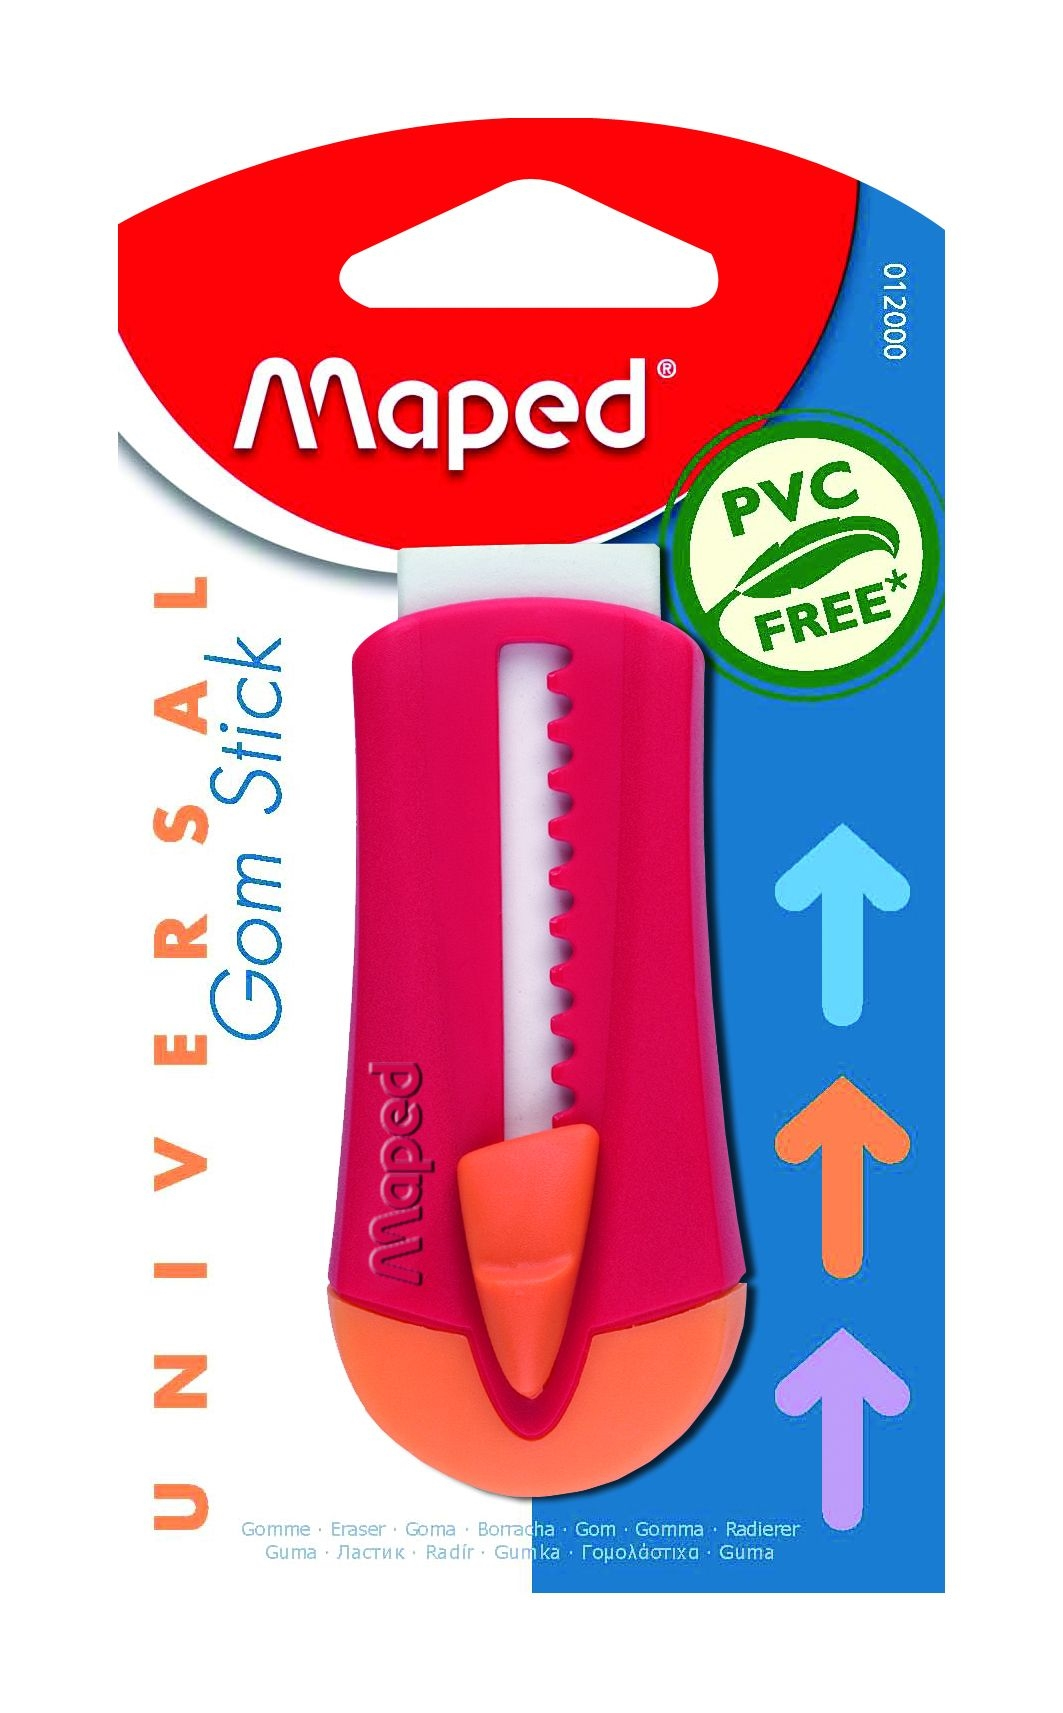 012000
Maped®
PVC
FREE*
UNIVERSAL
Gom Stick
Maped
Gomme · Eraser · Goma · Borracha · Gom · Gomma · Radierer
Guma · Ластик · Radír · Gumka · Γομολάστιχα · Guma